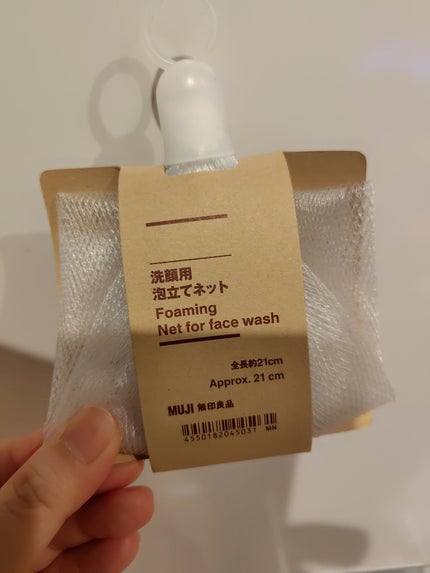 洗顔用
泡立てネット
Foaming
Net for face wash
全長約21cm
Approx. 21 cm
MUJI 無印良品
4550182045031 MN